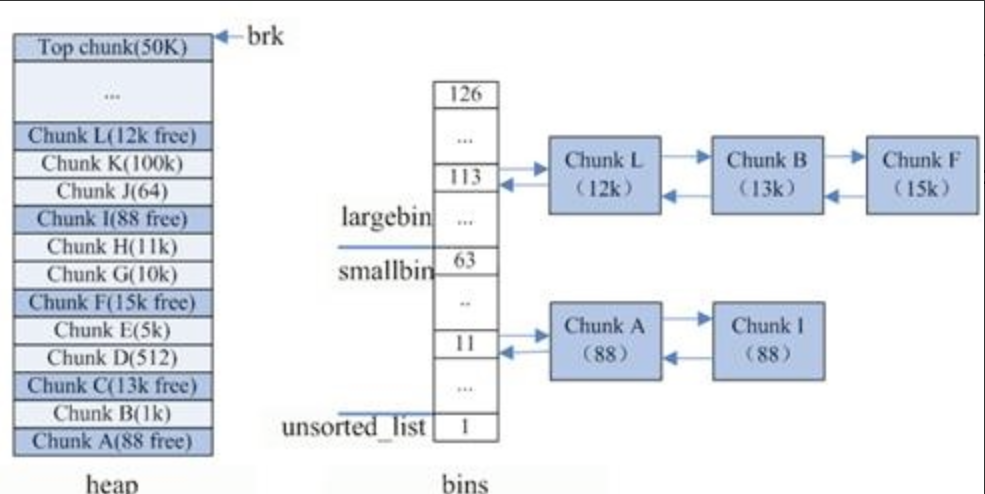 Top chunk(50K)
brk
...
Chunk L(12k free)
Chunk K(100k)
Chunk J(64)
Chunk I(88 free)
Chunk H(11k)
Chunk G(10k)
Chunk F(15k free)
Chunk E(5k)
Chunk D(512)
Chunk C(13k free)
Chunk B(1k)
Chunk A(88 free)
heap
126
...
113
largebin
...
smallbin
63
..
11
...
unsorted_list
1
bins
Chunk L
（12k）
Chunk B
（13k）
Chunk F
（15k）
Chunk A
（88）
Chunk I
（88）